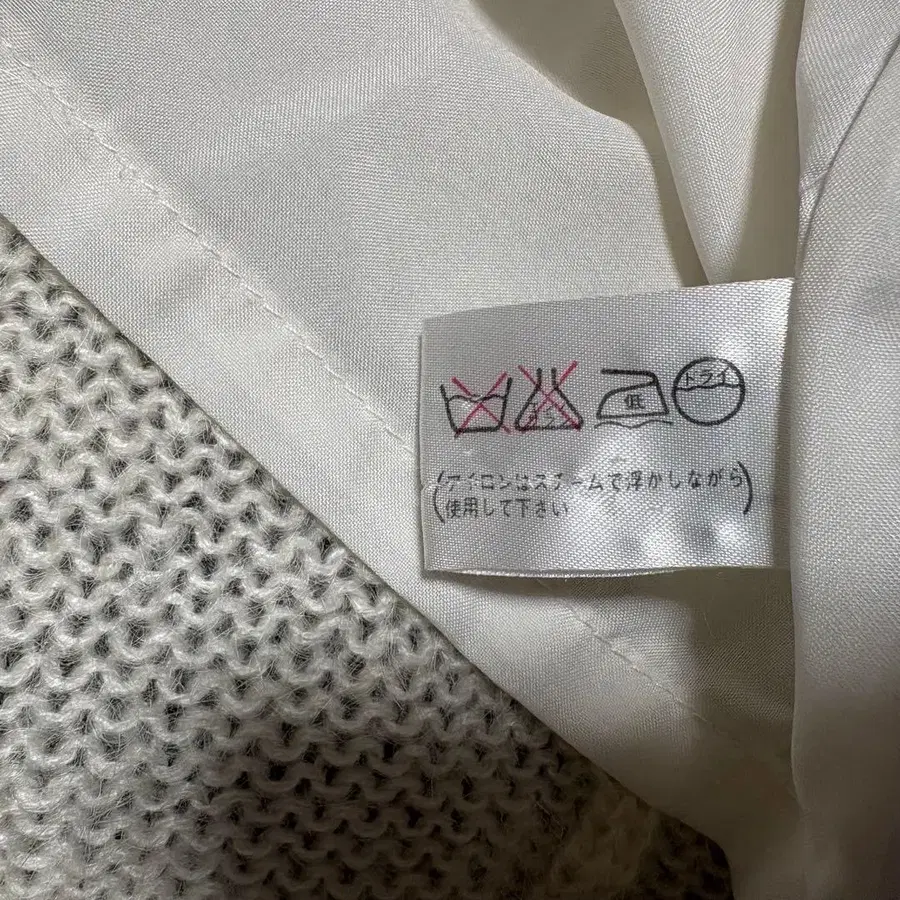 低 ドライ
(アイロンはスチームで浮かしながら
使用して下さい)